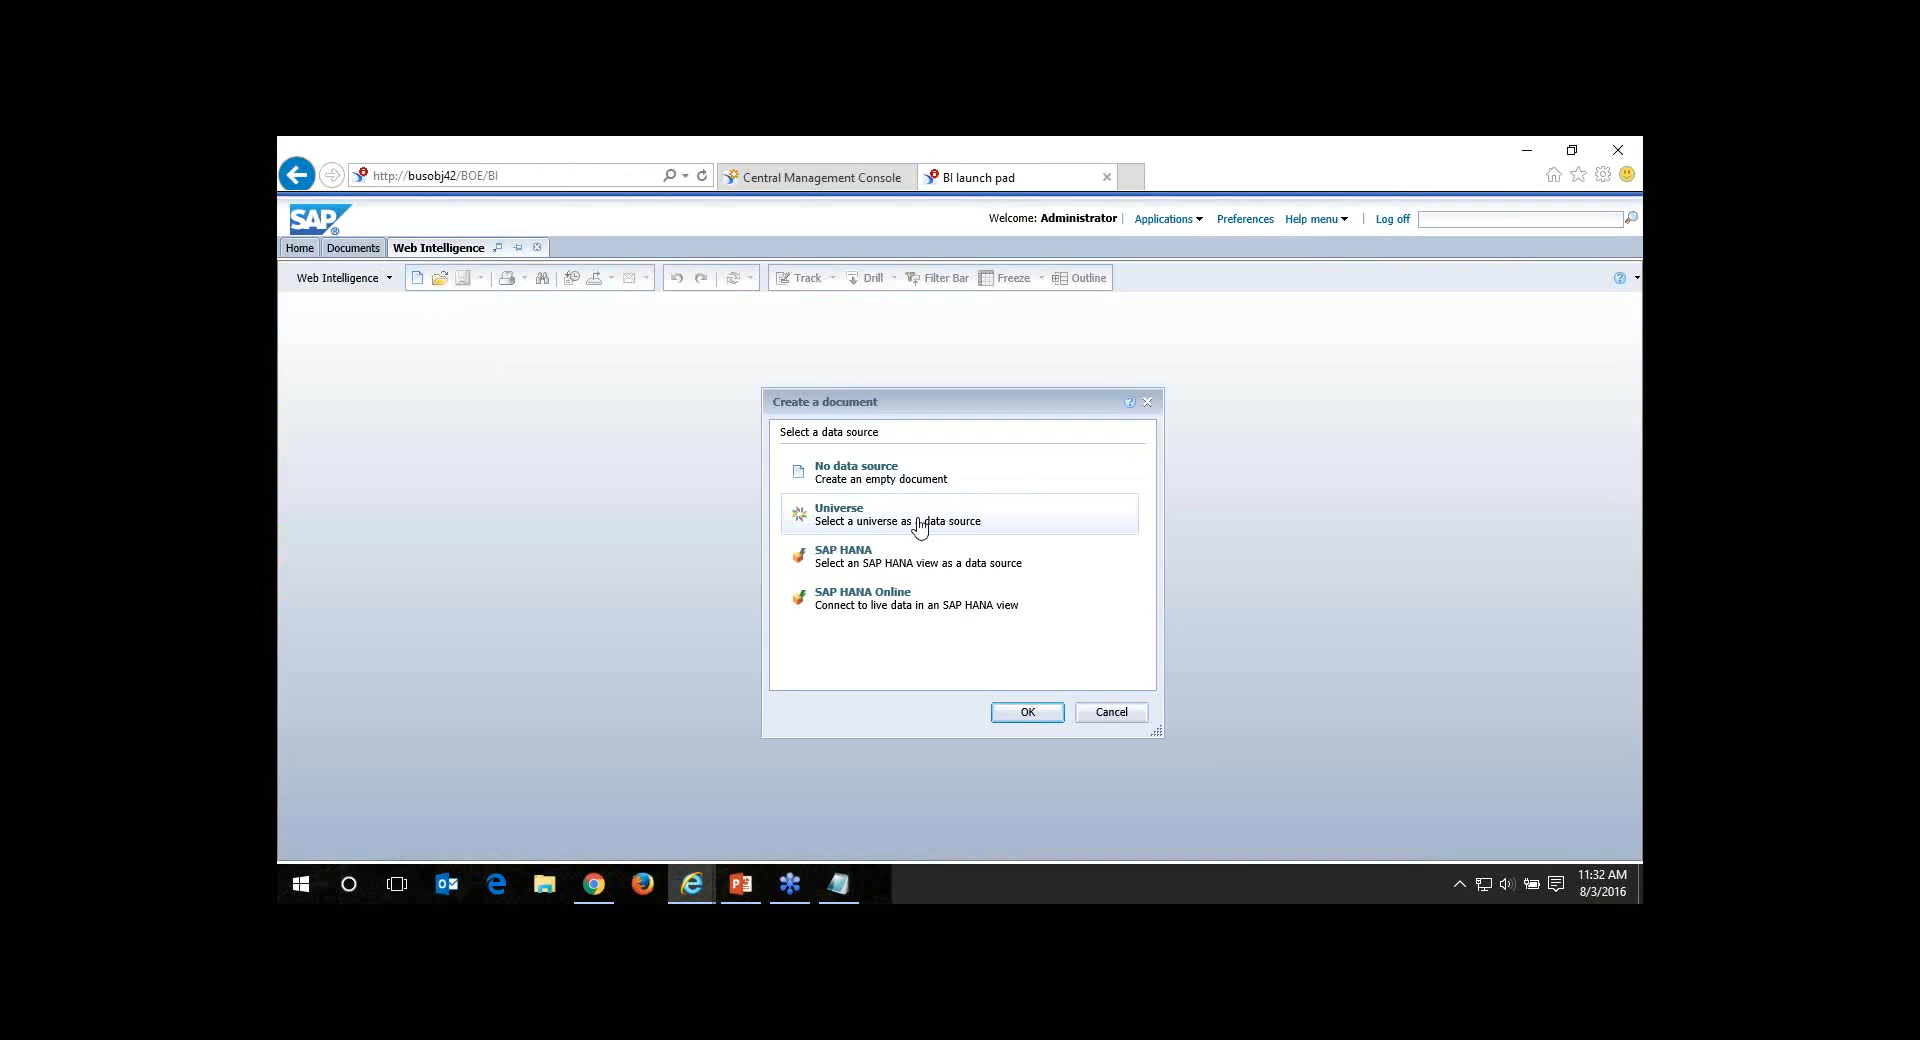 http://busobj42/BOE/BI
Central Management Console
BI launch pad
SAP
Welcome: Administrator
Applications
Preferences
Help menu
Log off
Home
Documents
Web Intelligence
Web Intelligence
Track
Drill
Filter Bar
Freeze
Outline
Create a document
Select a data source
No data source
Create an empty document
Universe
Select a universe as data source
SAP HANA
Select an SAP HANA view as a data source
SAP HANA Online
Connect to live data in an SAP HANA view
OK
Cancel
11:32 AM
8/3/2016